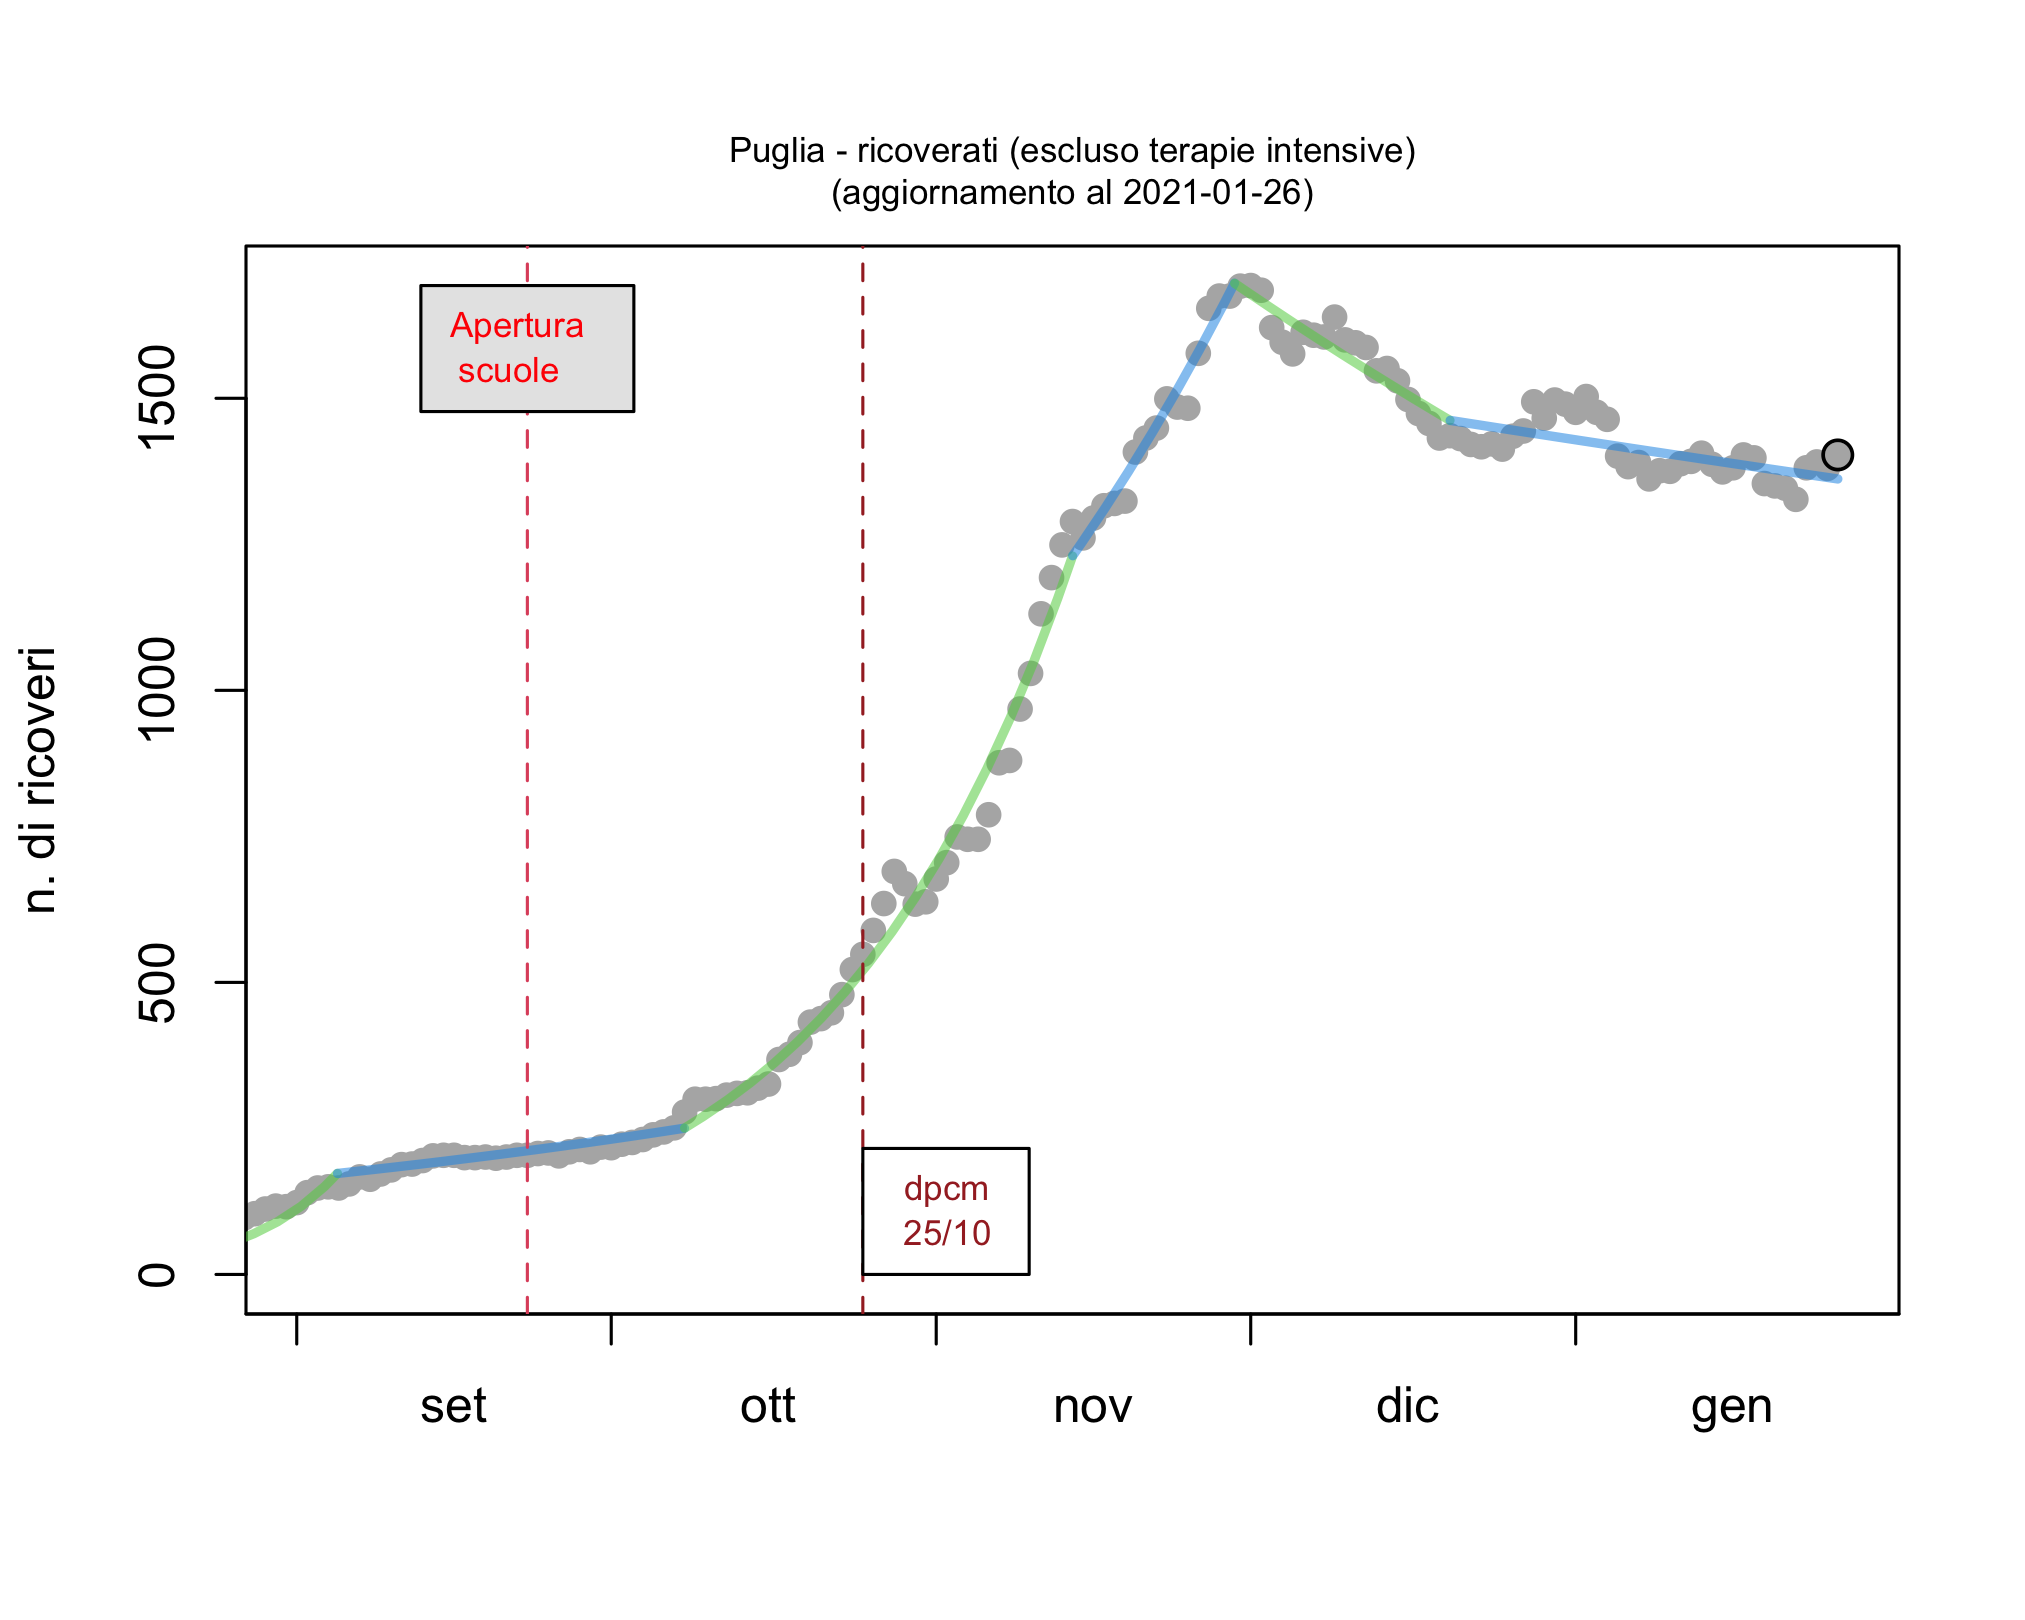 Puglia - ricoverati (escluso terapie intensive)
(aggiornamento al 2021-01-26)
Apertura
scuole
dpcm
25/10
n. di ricoveri
1500
1000
500
0
set ott nov dic gen